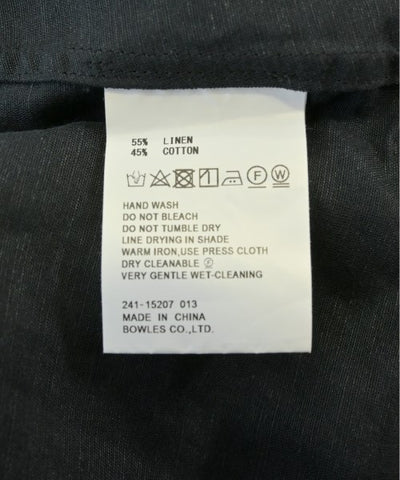 55% LINEN
45% COTTON
HAND WASH
DO NOT BLEACH
DO NOT TUMBLE DRY
LINE DRYING IN SHADE
WARM IRON,USE PRESS CLOTH
DRY CLEANABLE Ⓟ
VERY GENTLE WET-CLEANING
241-15207 013
MADE IN CHINA
BOWLES CO.,LTD.